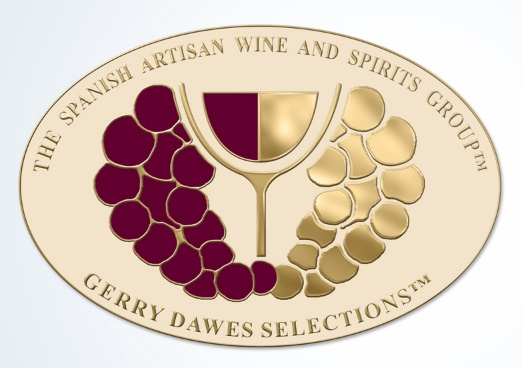 THE SPANISH ARTISAN WINE AND SPIRITS GROUP™
GERRY DAWES SELECTIONS™